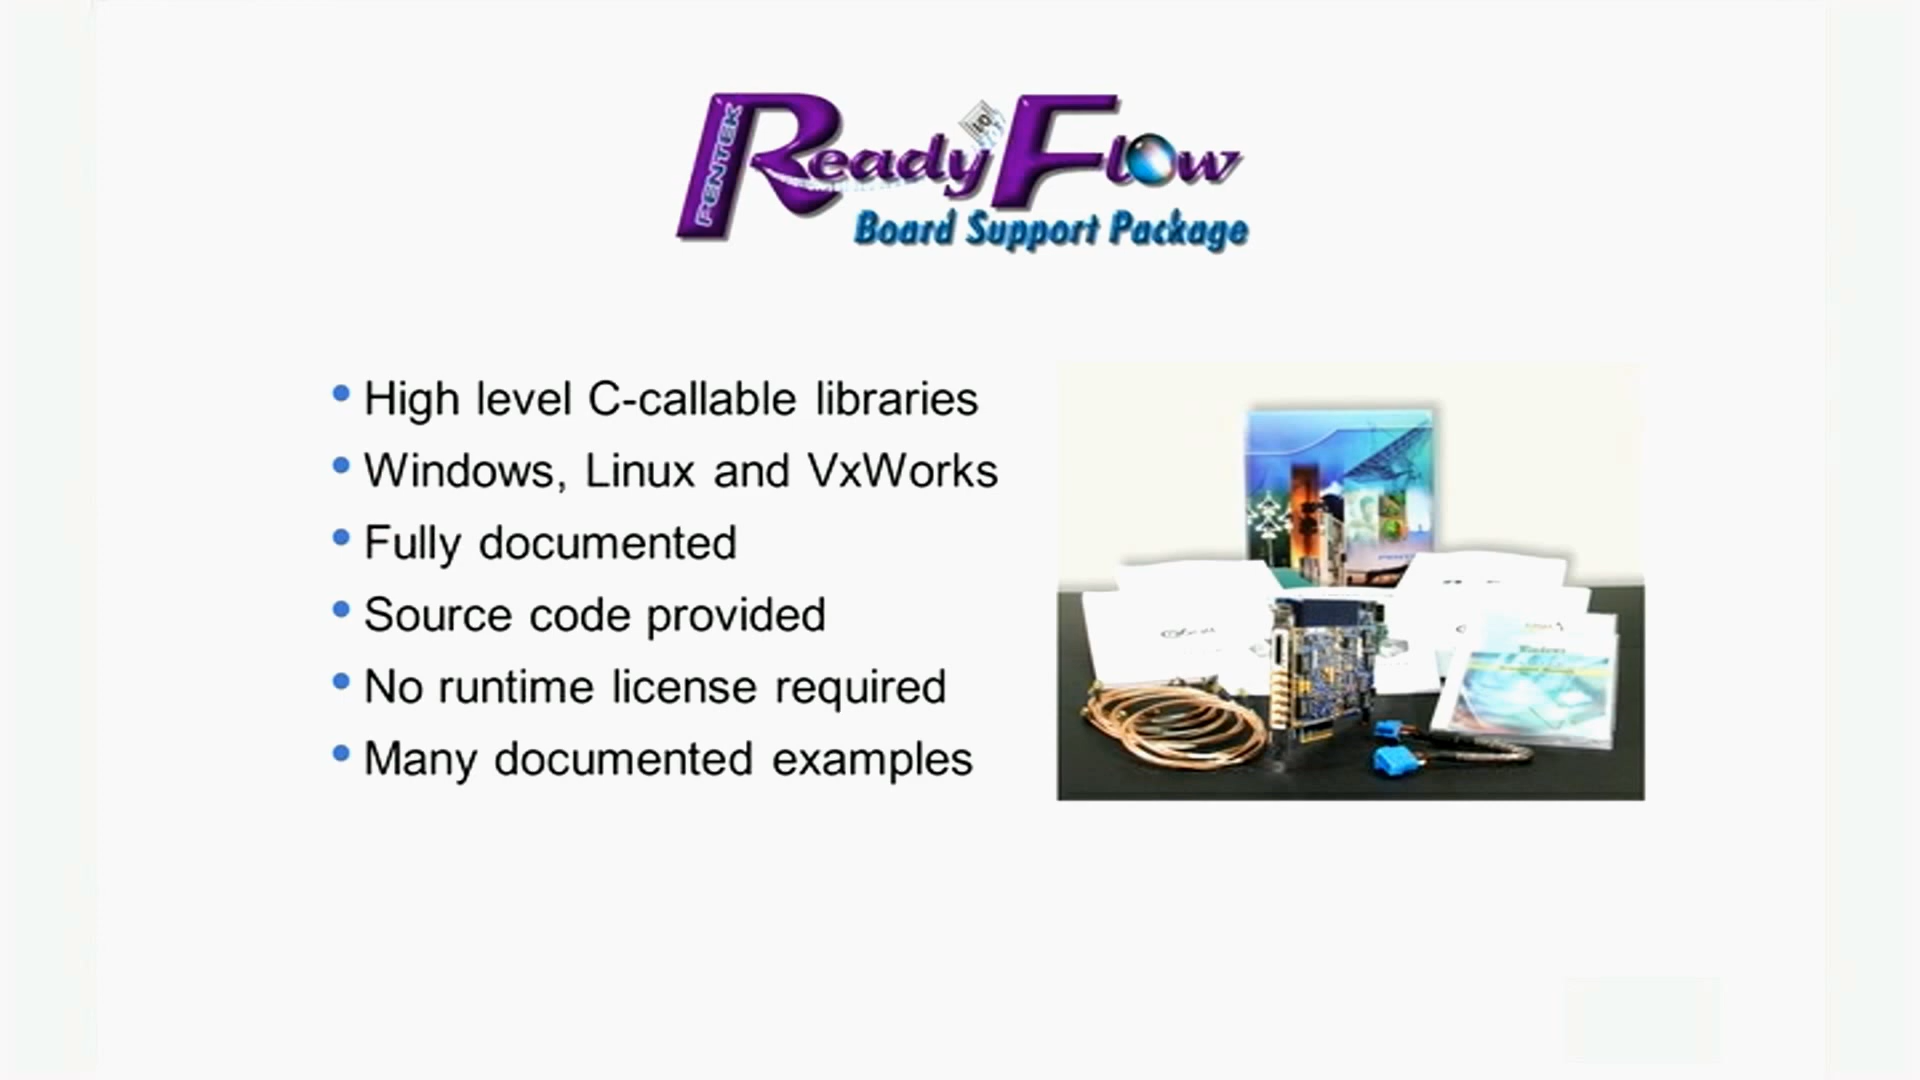 PENTEK
ReadyFlow
Board Support Package
• High level C-callable libraries
• Windows, Linux and VxWorks
• Fully documented
• Source code provided
• No runtime license required
• Many documented examples
Windows